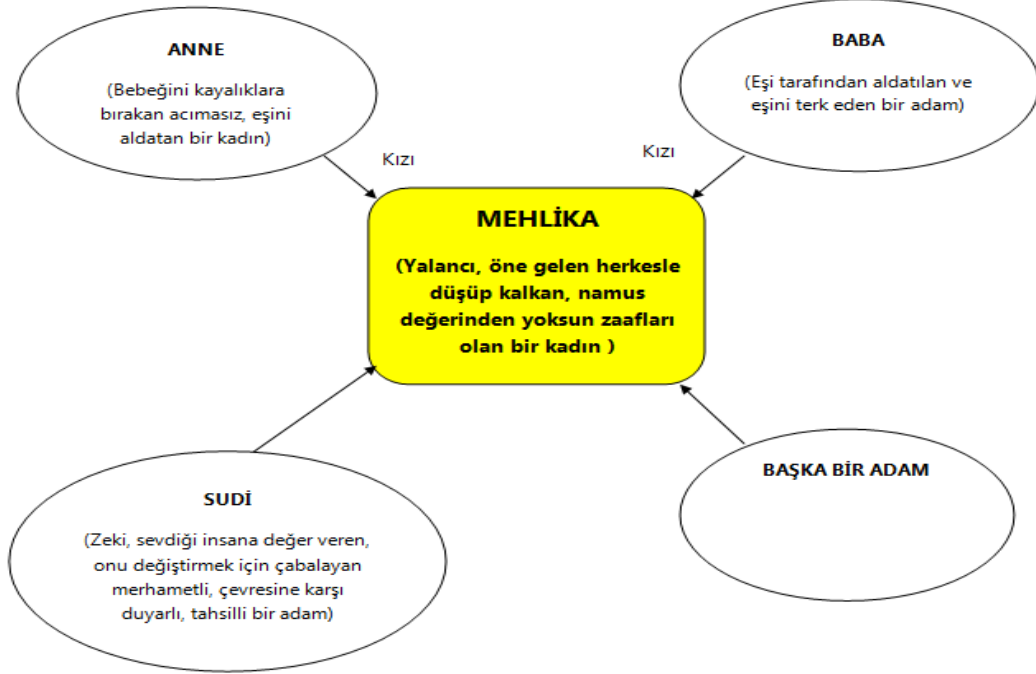 ANNE
(Bebeğini kayalıklara
bırakan acımasız, eşini
aldatan bir kadın)
BABA
(Eşi tarafından aldatılan ve
eşini terk eden bir adam)
Kızı
Kızı
MEHLİKA
(Yalancı, öne gelen herkesle
düşüp kalkan, namus
değerinden yoksun zaafları
olan bir kadın )
SUDİ
(Zeki, sevdiği insana değer veren,
onu değiştirmek için çabalayan
merhametli, çevresine karşı
duyarlı, tahsilli bir adam)
BAŞKA BİR ADAM